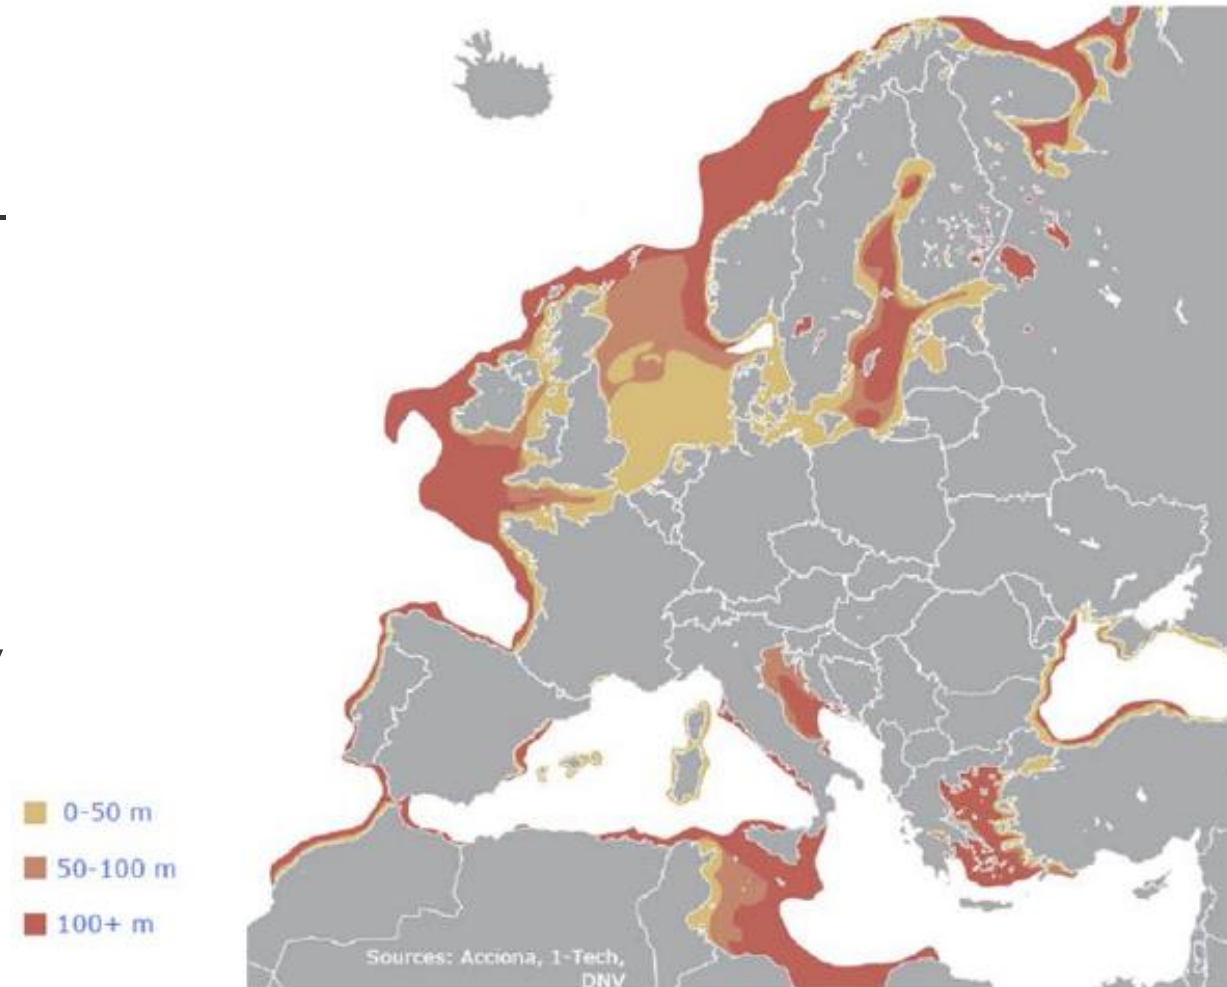 0-50 m
50-100 m
100+ m
Sources: Acciona, 1-Tech,
DNV